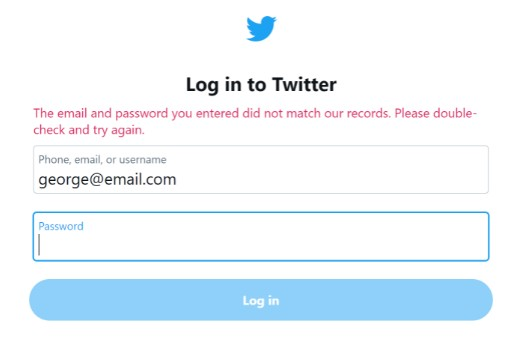 Log in to Twitter
The email and password you entered did not match our records. Please double-
check and try again.
Phone, email, or username
george@email.com
Password
Log in